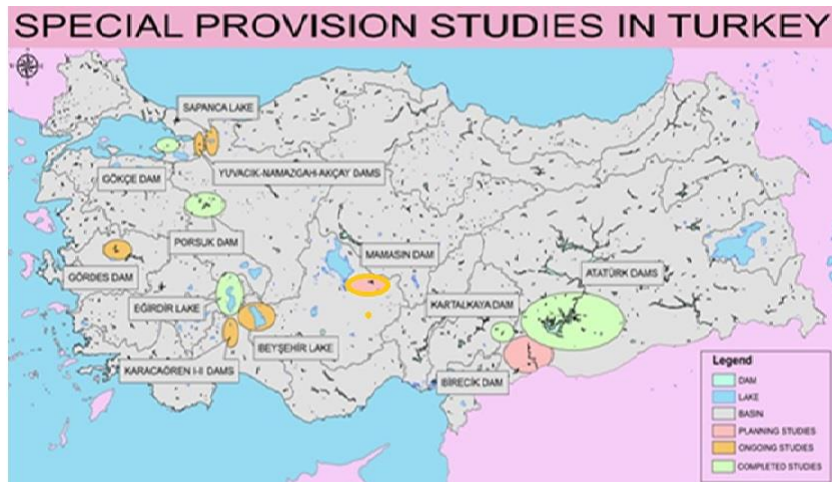 SPECIAL PROVISION STUDIES IN TURKEY
N
SAPANCA LAKE
GÖKÇE DAM
YUVACIK-NAMAZGAH-AKÇAY DAMS
PORSUK DAM
GÖRDES DAM
MAMASIN DAM
ATATÜRK DAMS
EĞİRDİR LAKE
KARTALKAYA DAM
BEYŞEHİR LAKE
KARACAÖREN I-II DAMS
BİRECİK DAM
Legend
DAM
LAKE
BASIN
PLANNING STUDIES
ONGOING STUDIES
COMPLETED STUDIES